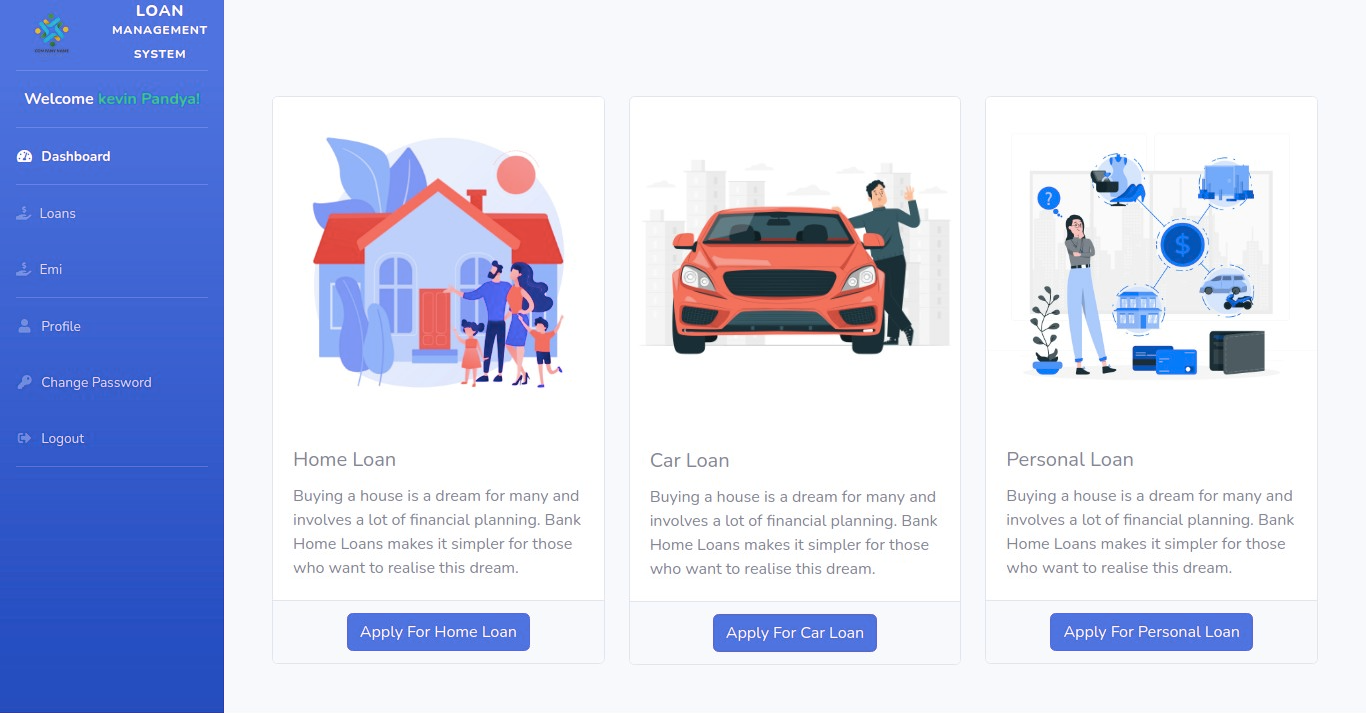 LOAN
MANAGEMENT
SYSTEM
Welcome kevin Pandya!
Dashboard
Loans
Emi
Profile
Change Password
Logout
?
$
Home Loan
Buying a house is a dream for many and
involves a lot of financial planning. Bank
Home Loans makes it simpler for those
who want to realise this dream.
Apply For Home Loan
Car Loan
Buying a house is a dream for many and
involves a lot of financial planning. Bank
Home Loans makes it simpler for those
who want to realise this dream.
Apply For Car Loan
Personal Loan
Buying a house is a dream for many and
involves a lot of financial planning. Bank
Home Loans makes it simpler for those
who want to realise this dream.
Apply For Personal Loan